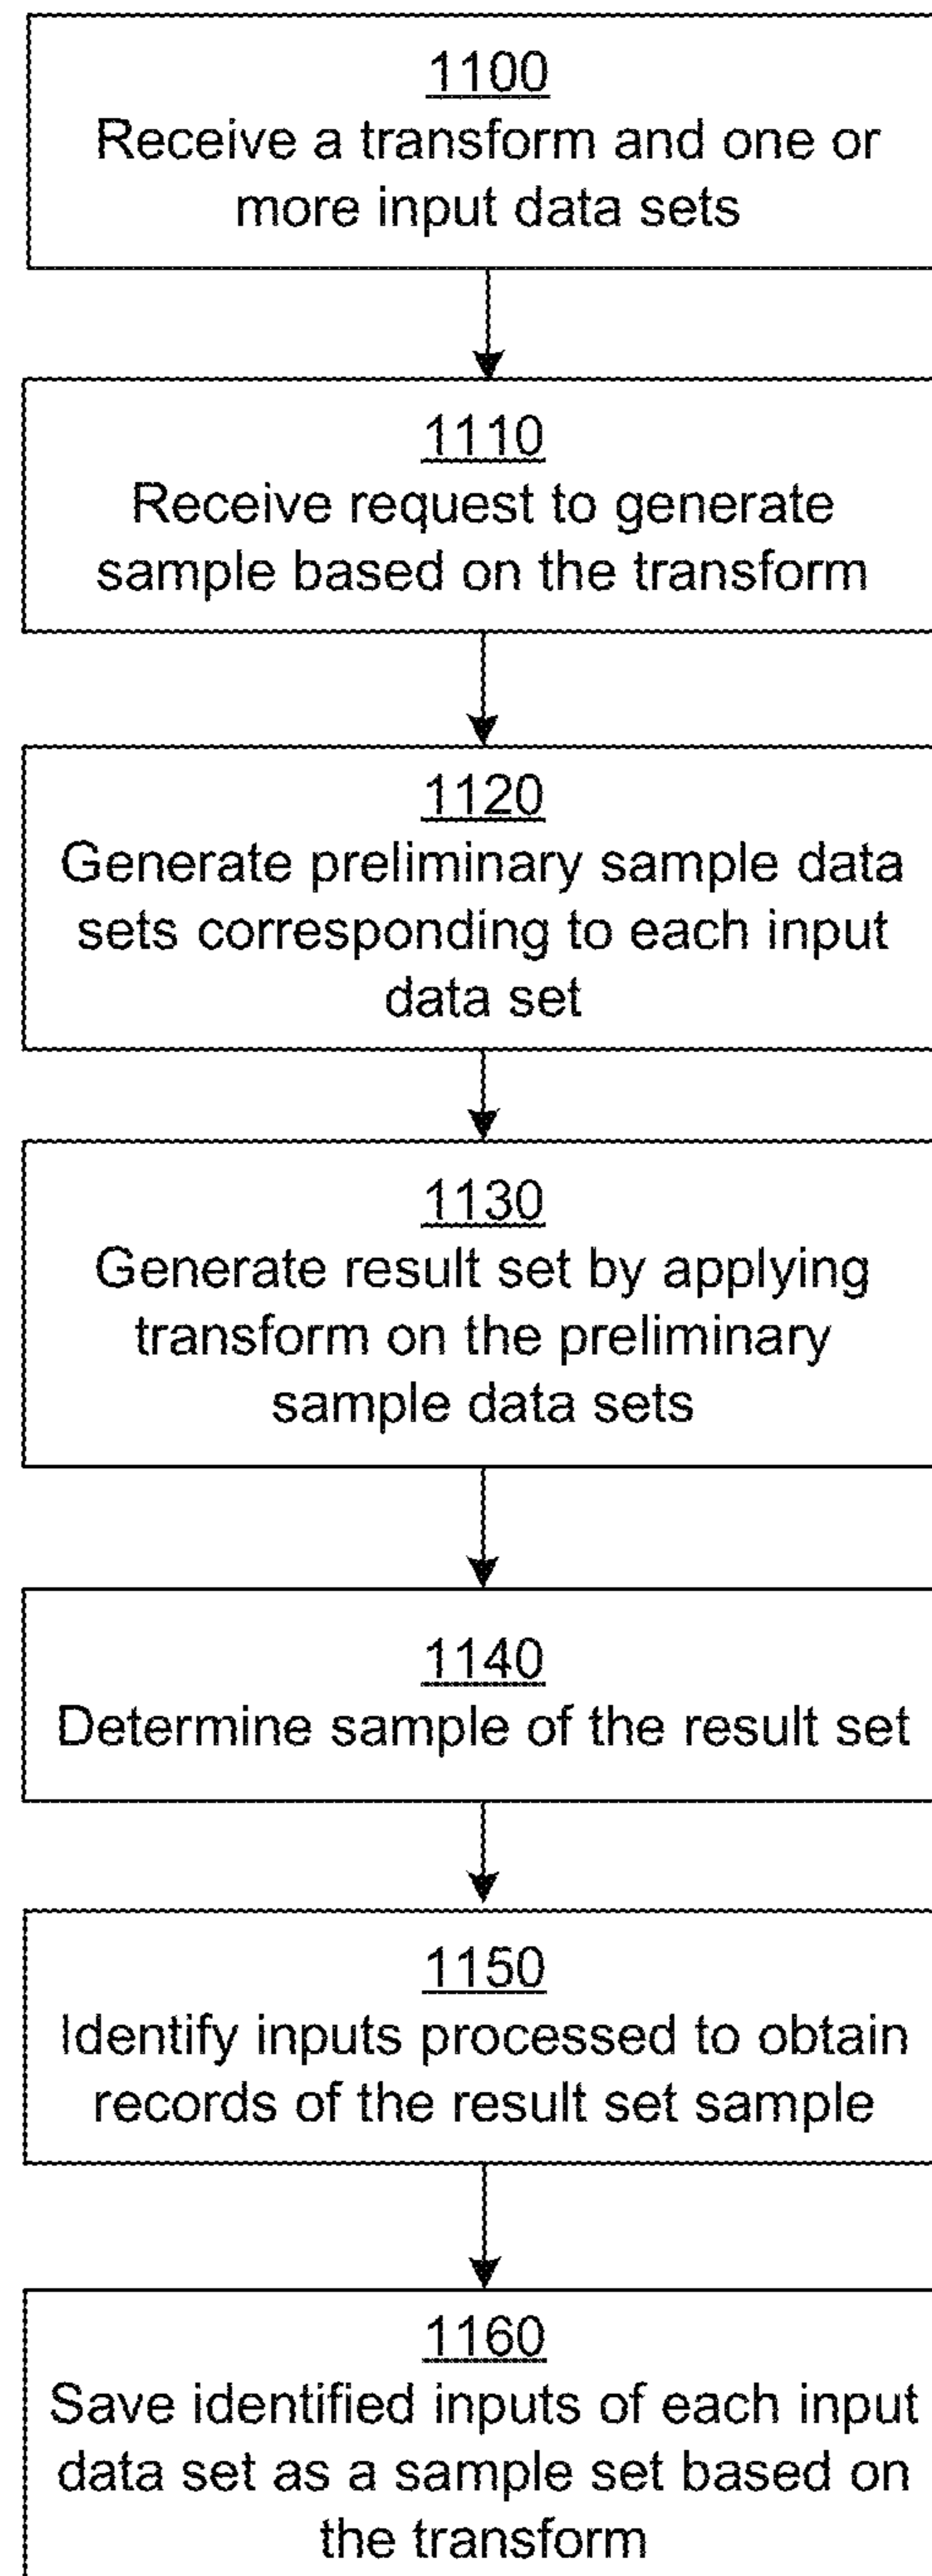 1100
Receive a transform and one or
more input data sets
1110
Receive request to generate
sample based on the transform
1120
Generate preliminary sample data
sets corresponding to each input
data set
1130
Generate result set by applying
transform on the preliminary
sample data sets
1140
Determine sample of the result set
1150
Identify inputs processed to obtain
records of the result set sample
1160
Save identified inputs of each input
data set as a sample set based on
the transform